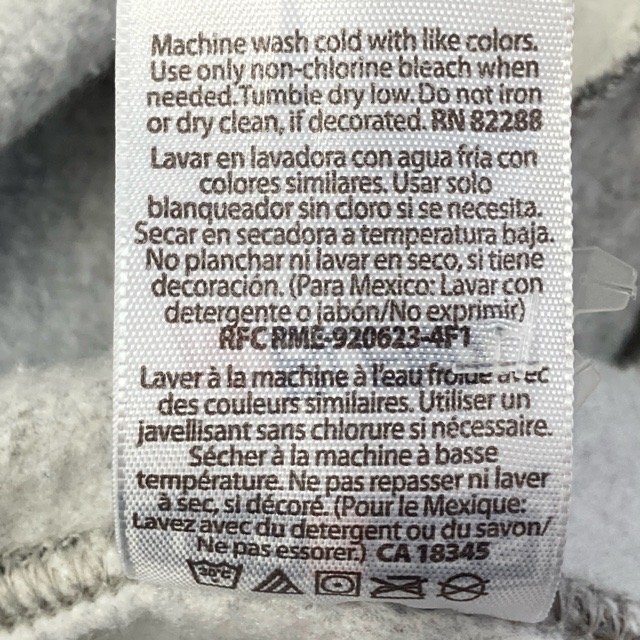 Machine wash cold with like colors.
Use only non-chlorine bleach when
needed.Tumble dry low. Do not iron
or dry clean, if decorated. RN 82288
Lavar en lavadora con agua fría con
colores similares. Usar solo
blanqueador sin cloro si se necesita.
Secar en secadora a temperatura baja.
No planchar ni lavar en seco, si tiene
decoración. (Para Mexico: Lavar con
detergente o jabón/No exprimir)
RFC RME-920623-4F1
Laver à la machine à l'eau froide avec
des couleurs similaires. Utiliser un
javellisant sans chlorure si nécessaire.
Sécher à la machine à basse
température. Ne pas repasser ni laver
à sec, si décoré. (Pour le Mexique:
Lavez avec du detergent ou du savon/
Ne pas essorer.) CA 18345